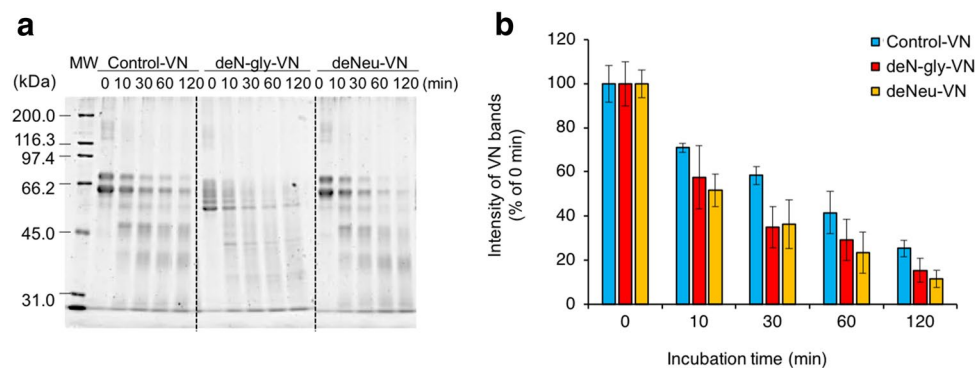 a
MW Control-VN deN-gly-VN deNeu-VN
(kDa) 0 10 30 60 120 0 10 30 60 120 0 10 30 60 120 (min)
200.0
116.3
97.4
66.2
45.0
31.0
b
Intensity of VN bands
(% of 0 min)
120
100
80
60
40
20
0
Control-VN
deN-gly-VN
deNeu-VN
0 10 30 60 120
Incubation time (min)